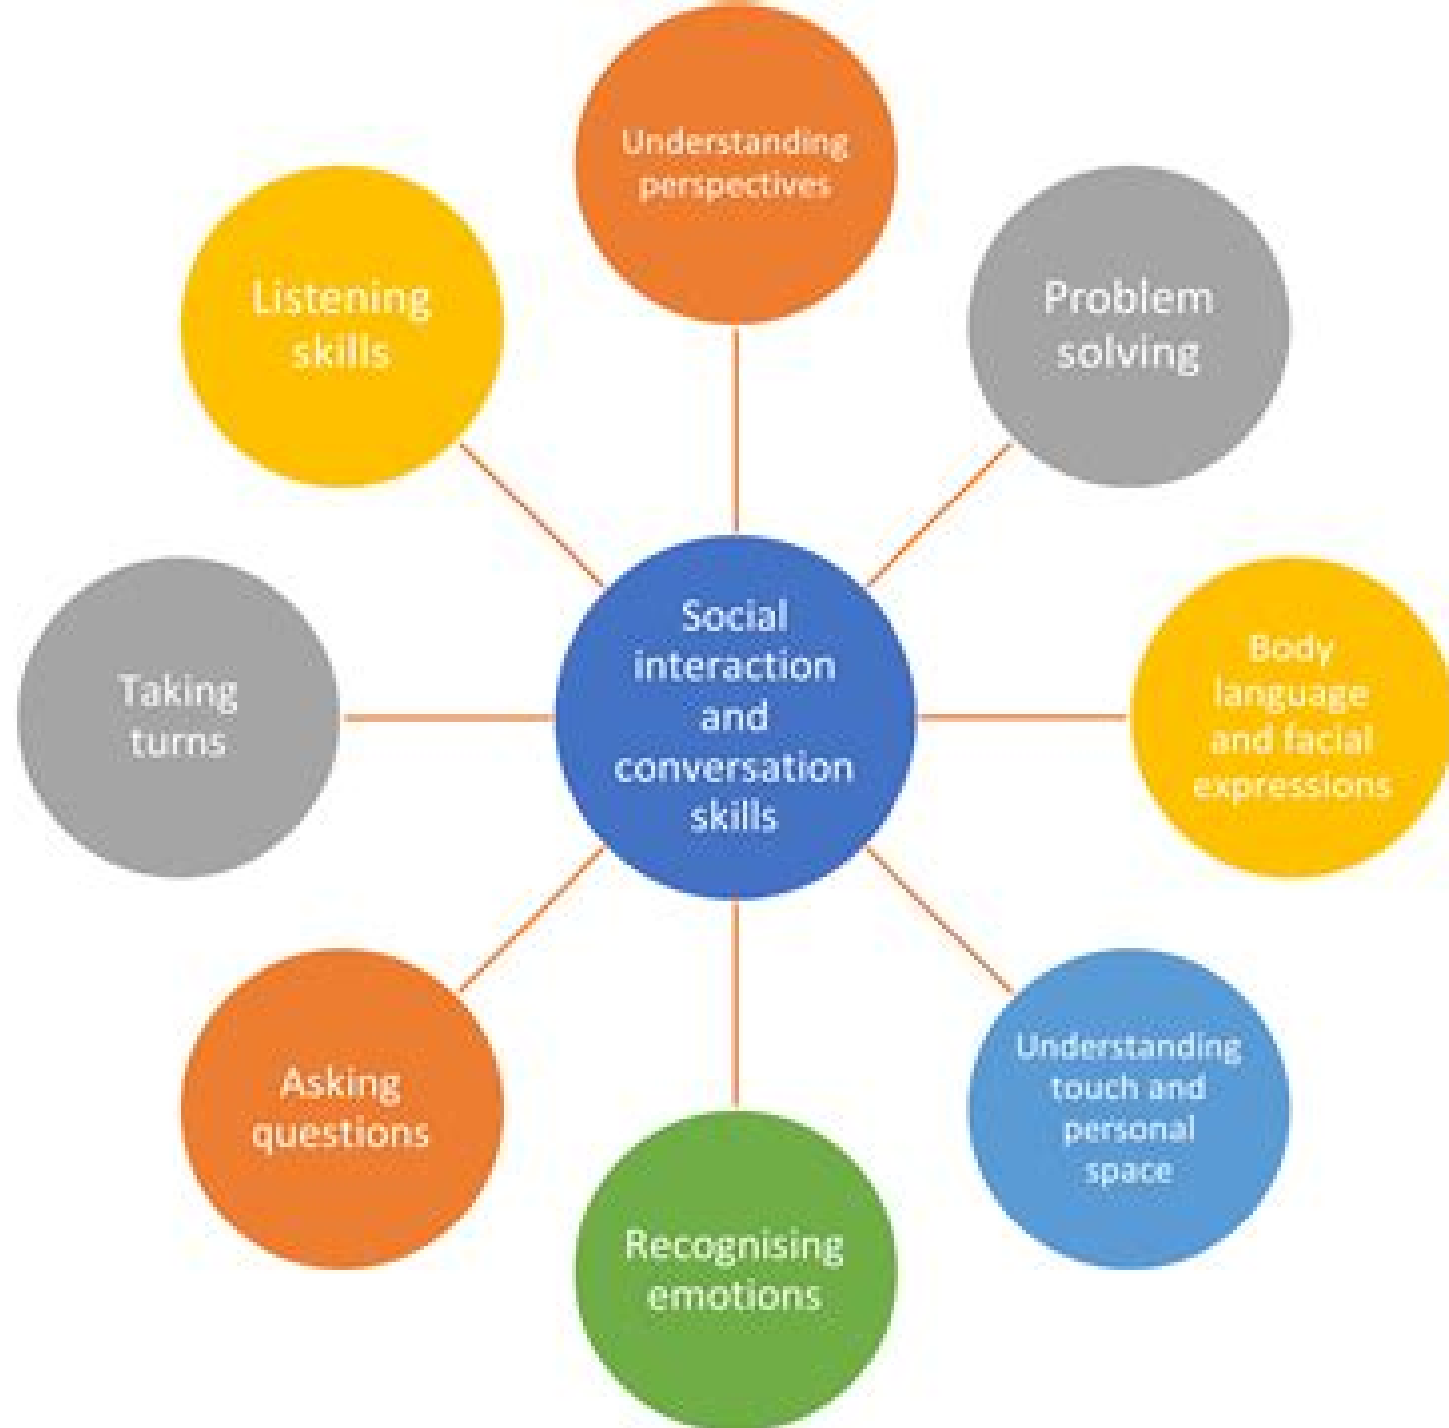 Understanding
perspectives
Problem
solving
Body
language
and facial
expressions
Understanding
touch and
personal
space
Recognising
emotions
Asking
questions
Taking
turns
Listening
skills
Social
interaction
and
conversation
skills